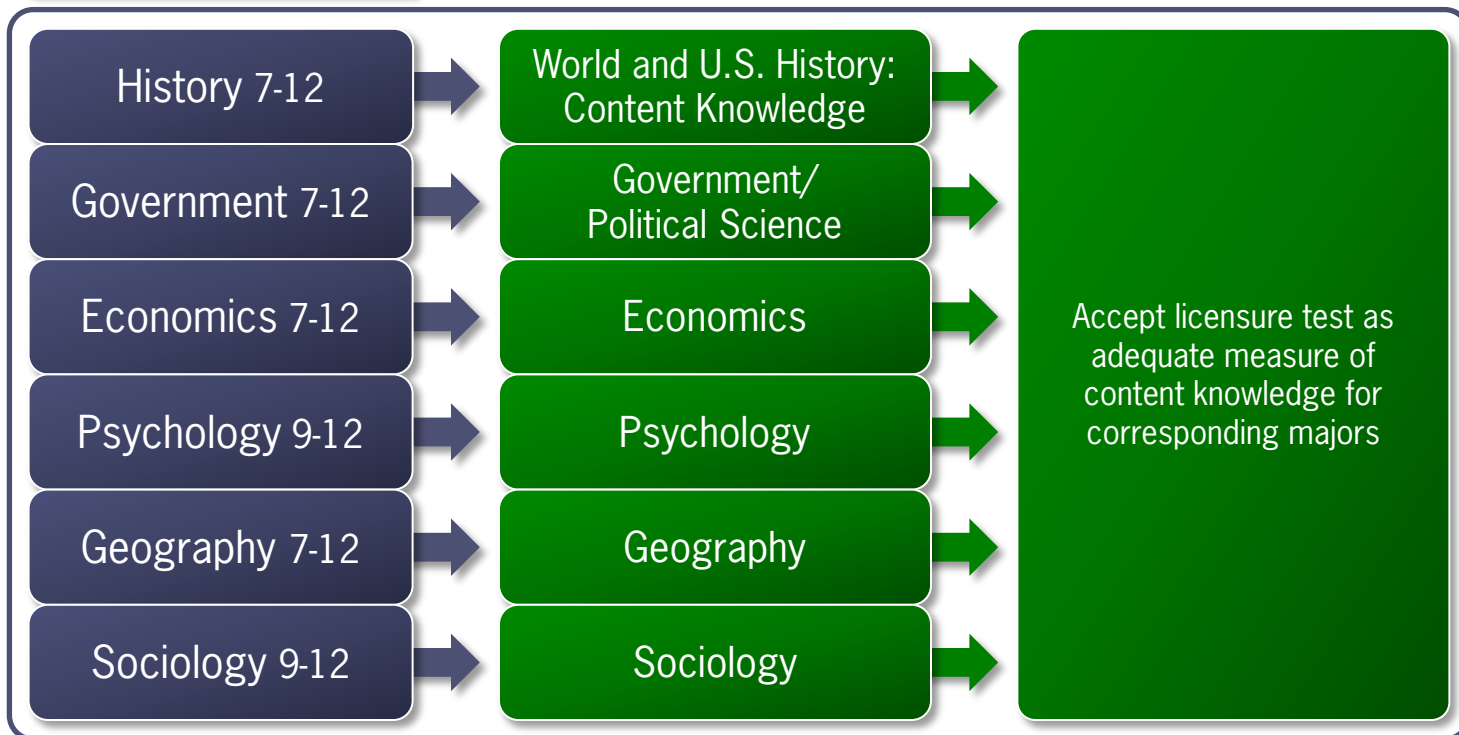 History 7-12
World and U.S. History:
Content Knowledge
Government 7-12
Government/
Political Science
Economics 7-12
Economics
Psychology 9-12
Psychology
Geography 7-12
Geography
Sociology 9-12
Sociology
Accept licensure test as
adequate measure of
content knowledge for
corresponding majors